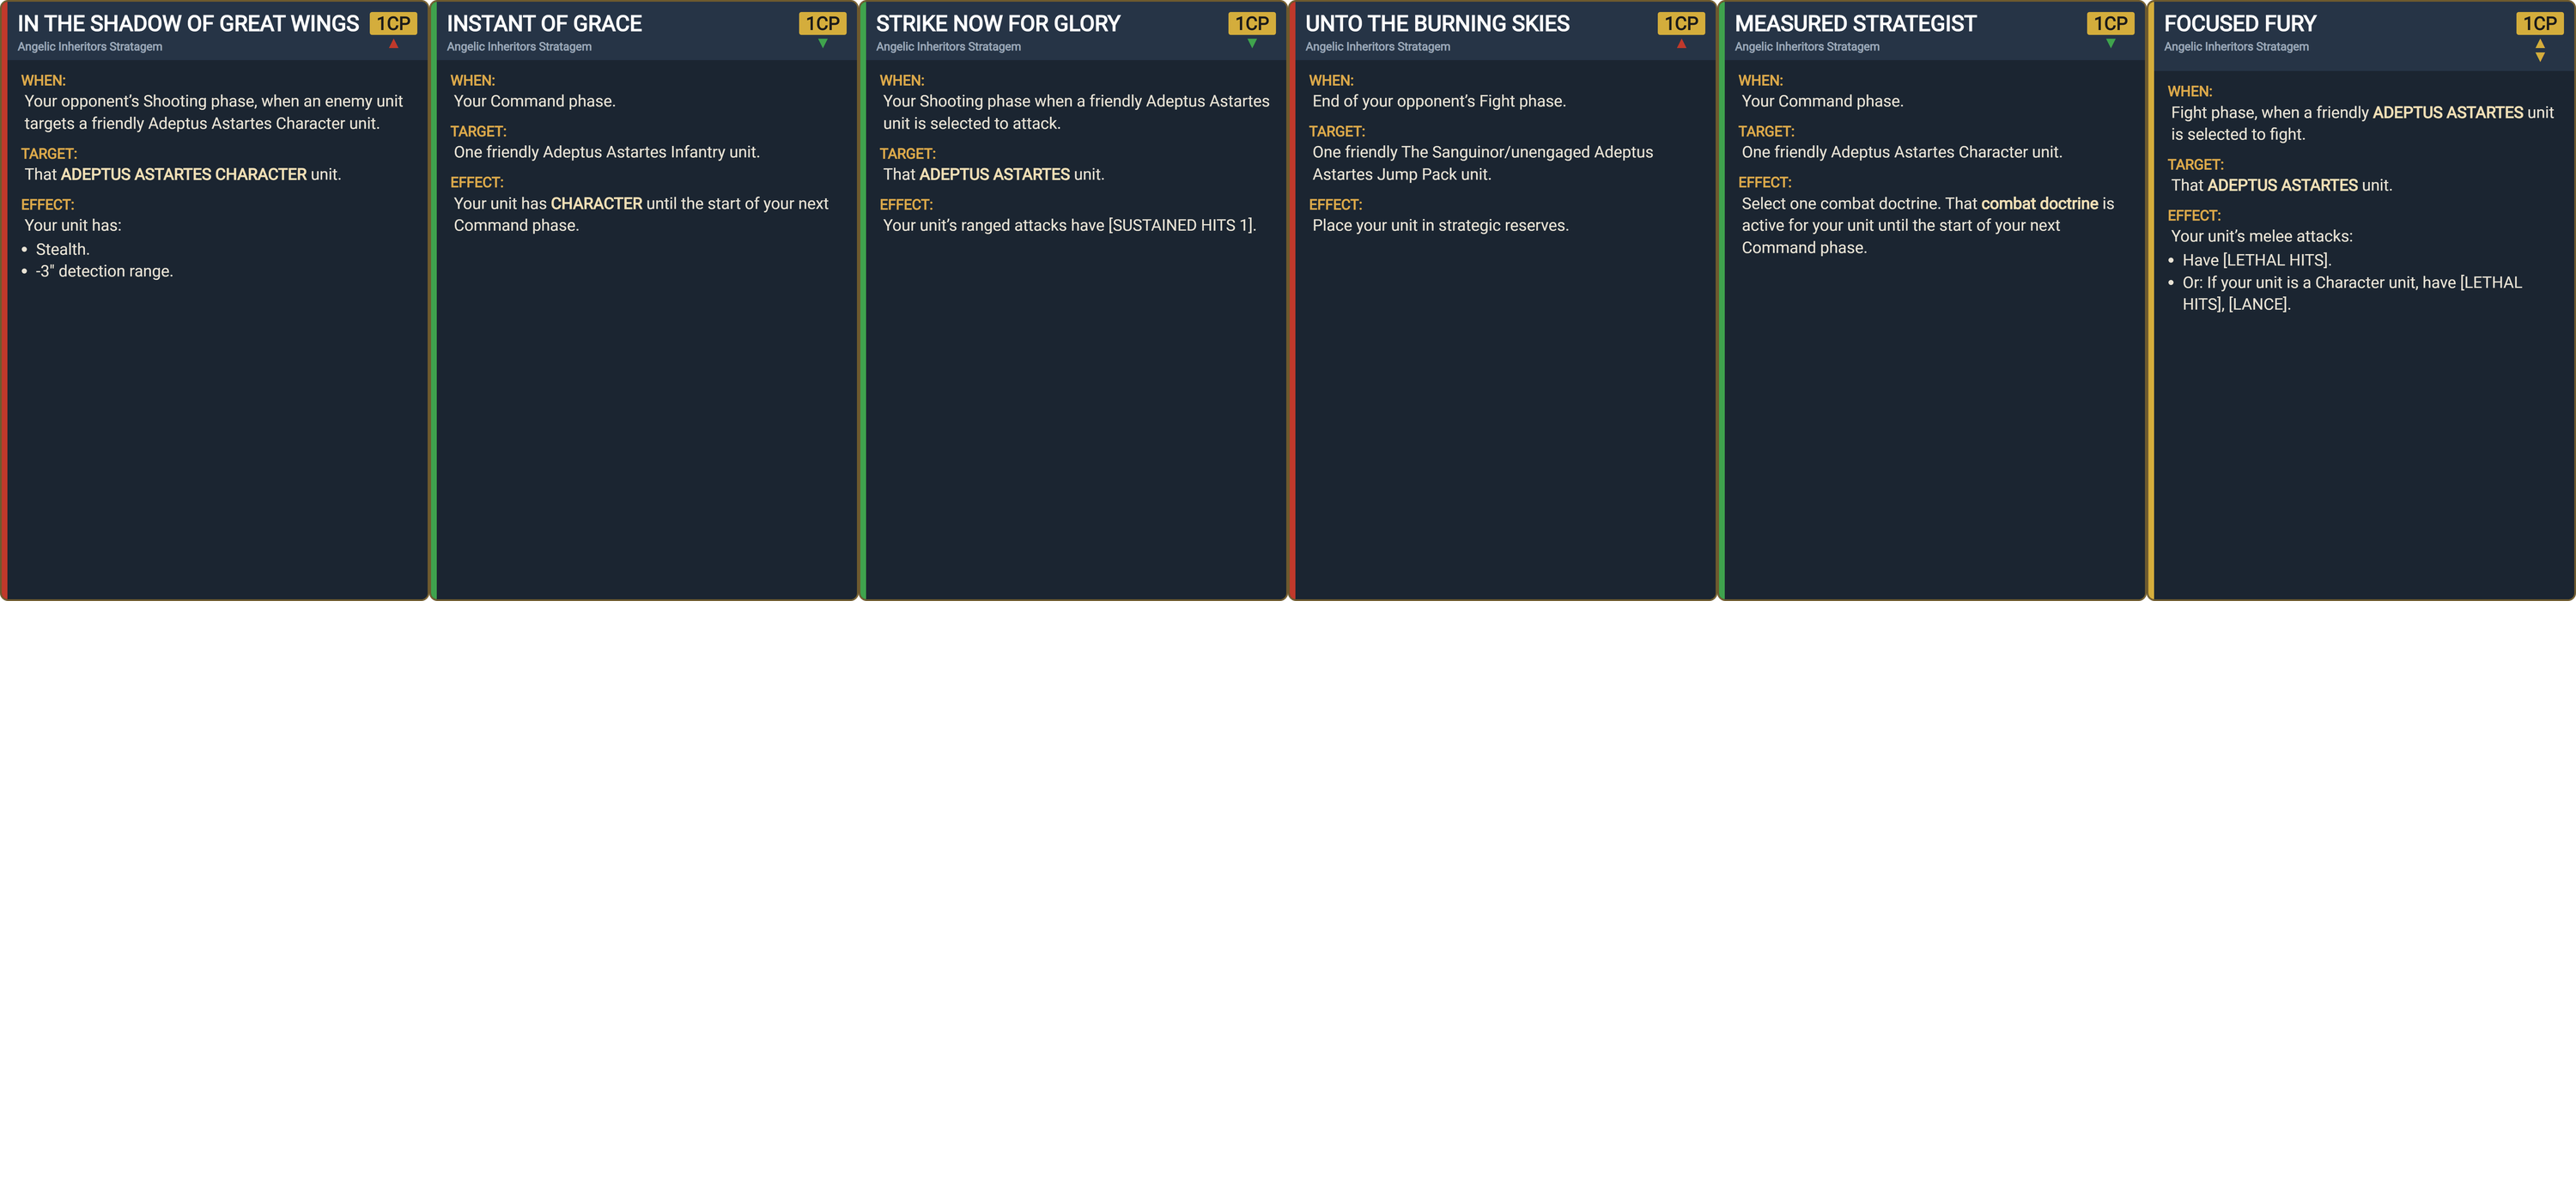 IN THE SHADOW OF GREAT WINGS
1CP
Angelic Inheritors Stratagem
WHEN:
Your opponent’s Shooting phase, when an enemy unit
targets a friendly Adeptus Astartes Character unit.
TARGET:
That ADEPTUS ASTARTES CHARACTER unit.
EFFECT:
Your unit has:
• Stealth.
• -3" detection range.
INSTANT OF GRACE
1CP
Angelic Inheritors Stratagem
WHEN:
Your Command phase.
TARGET:
One friendly Adeptus Astartes Infantry unit.
EFFECT:
Your unit has CHARACTER until the start of your next
Command phase.
STRIKE NOW FOR GLORY
1CP
Angelic Inheritors Stratagem
WHEN:
Your Shooting phase when a friendly Adeptus Astartes
unit is selected to attack.
TARGET:
That ADEPTUS ASTARTES unit.
EFFECT:
Your unit’s ranged attacks have [SUSTAINED HITS 1].
UNTO THE BURNING SKIES
1CP
Angelic Inheritors Stratagem
WHEN:
End of your opponent’s Fight phase.
TARGET:
One friendly The Sanguinor/unengaged Adeptus
Astartes Jump Pack unit.
EFFECT:
Place your unit in strategic reserves.
MEASURED STRATEGIST
1CP
Angelic Inheritors Stratagem
WHEN:
Your Command phase.
TARGET:
One friendly Adeptus Astartes Character unit.
EFFECT:
Select one combat doctrine. That combat doctrine is
active for your unit until the start of your next
Command phase.
FOCUSED FURY
1CP
Angelic Inheritors Stratagem
WHEN:
Fight phase, when a friendly ADEPTUS ASTARTES unit
is selected to fight.
TARGET:
That ADEPTUS ASTARTES unit.
EFFECT:
Your unit’s melee attacks:
• Have [LETHAL HITS].
• Or: If your unit is a Character unit, have [LETHAL
HITS], [LANCE].